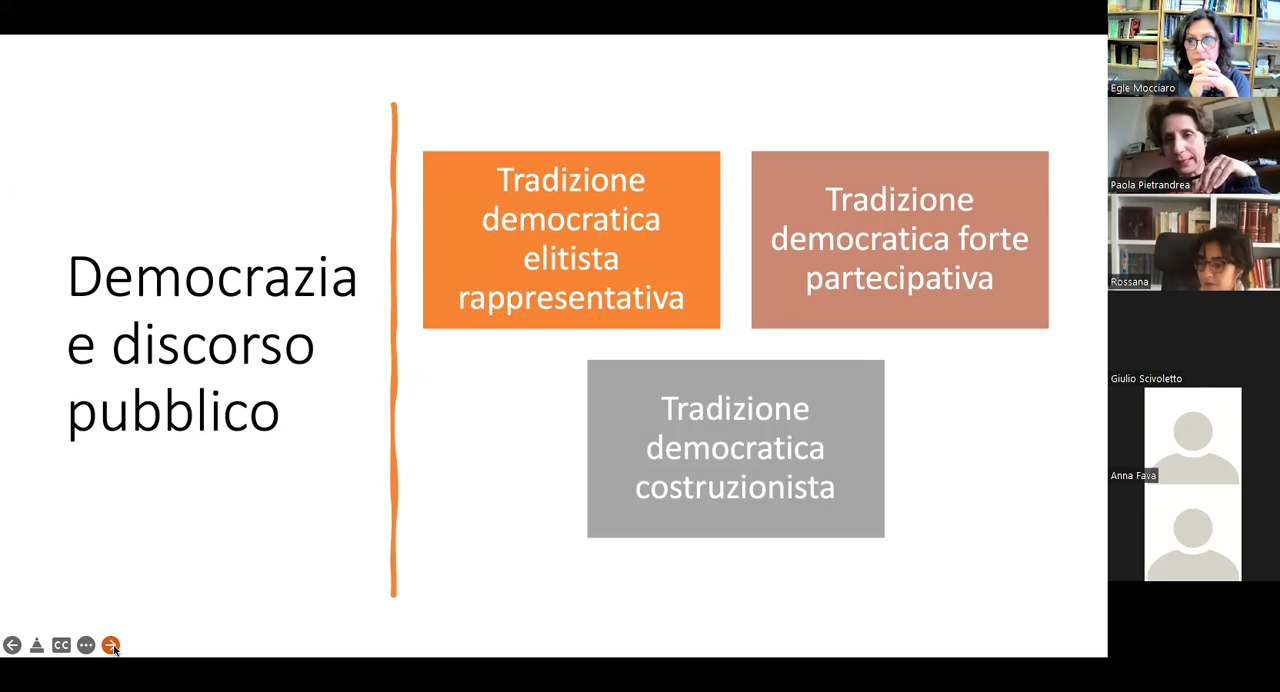 Democrazia
e discorso
pubblico
Tradizione
democratica
elitista
rappresentativa
Tradizione
democratica forte
partecipativa
Tradizione
democratica
costruzionista
CC
Egle Mocciaro
Paola Pietrandrea
Rossana
Giulio Scivoletto
Anna Fava